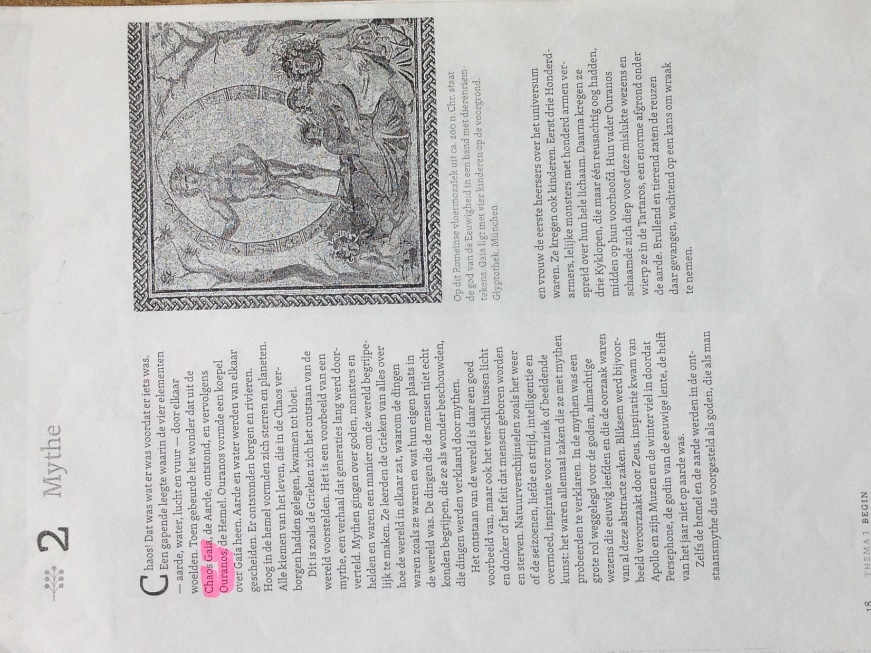 2 Mythe
Chaos! Dat was wat er was voordat er iets was.
Een gapende leegte waarin de vier elementen
— aarde, water, lucht en vuur — door elkaar
woelden. Toen gebeurde het wonder dat uit de
Chaos Gaia, de Aarde, ontstond, en vervolgens
Ouranos, de Hemel. Ouranos vormde een koepel
over Gaia heen. Aarde en water werden van elkaar
gescheiden. Er ontstonden bergen en rivieren.
Hoog in de hemel vormden zich sterren en planeten.
Alle kiemen van het leven, die in de Chaos ver-
borgen hadden gelegen, kwamen tot bloei.
Dit is zoals de Grieken zich het ontstaan van de
wereld voorstelden. Het is een voorbeeld van een
mythe, een verhaal dat generaties lang werd door-
verteld. Mythen gingen over goden, monsters en
helden en waren een manier om de wereld begrijpe-
lijk te maken. Ze leerden de Grieken van alles over
hoe de wereld in elkaar zat, waarom de dingen
waren zoals ze waren en wat hun eigen plaats in
de wereld was. De dingen die de mensen niet echt
konden begrijpen, die ze als wonder beschouwden,
die dingen werden verklaard door mythen.
Het ontstaan van de wereld is daar een goed
voorbeeld van, maar ook het verschil tussen licht
en donker of het feit dat mensen geboren worden
en sterven. Natuurverschijnselen zoals het weer
of de seizoenen, liefde en strijd, intelligentie en
overmoed, inspiratie voor muziek of beeldende
kunst: het waren allemaal zaken die ze met mythen
probeerden te verklaren. In de mythen was een
grote rol weggelegd voor de goden, almachtige
wezens die eeuwig leefden en die de oorzaak waren
van al deze abstracte zaken. Bliksem werd bijvoor-
beeld veroorzaakt door Zeus, inspiratie kwam van
Apollo en zijn Muzen en de winter viel in doordat
Persephone, de godin van de eeuwige lente, de helft
van het jaar niet op aarde was.
Zelfs de hemel en de aarde werden in de ont-
staansmythe dus voorgesteld als goden, die als man
Op dit Romeinse vloermozaïek uit ca. 200 n.Chr. staat
de god van de Eeuwigheid in een band met dierenriem-
tekens. Gaia ligt met vier kinderen op de voorgrond.
Glyptothek, München
en vrouw de eerste heersers over het universum
waren. Ze kregen ook kinderen. Eerst drie Honderd-
armers, lelijke monsters met honderd armen ver-
spreid over hun hele lichaam. Daarna kregen ze
drie Kyklopen, die maar één reusachtig oog hadden,
midden op hun voorhoofd. Hun vader Ouranos
schaamde zich diep voor deze mislukte wezens en
wierp ze in de Tartaros, een enorme afgrond onder
de aarde. Brullend en tierend zaten de reuzen
daar gevangen, wachtend op een kans om wraak
te nemen.
18 THEMA 1 BEGIN